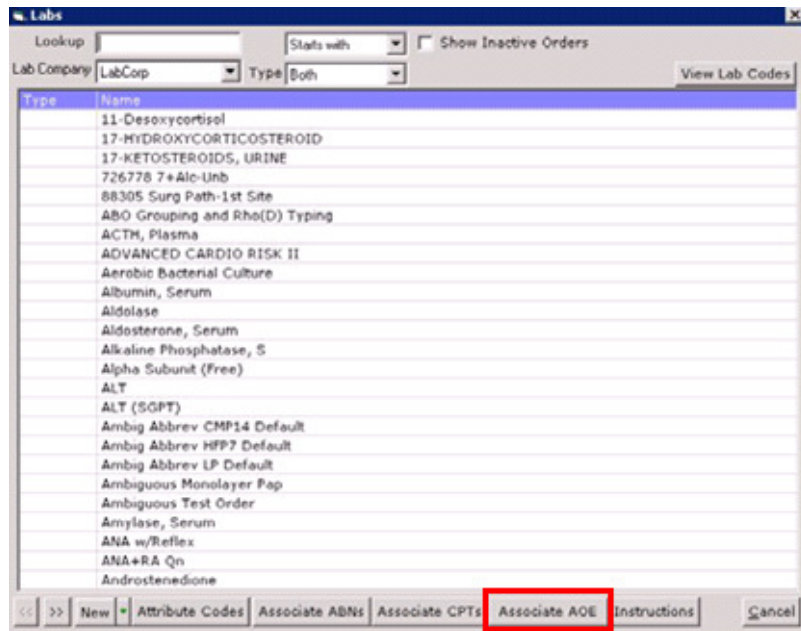 Labs
Lookup Starts with Show Inactive Orders
Lab Company LabCorp Type Both View Lab Codes
Type Name
11-Desoxycortisol
17-HYDROXYCORTICOSTEROID
17-KETOSTEROIDS, URINE
726778 7+Alc-Unb
88305 Surg Path-1st Site
ABO Grouping and Rho(D) Typing
ACTH, Plasma
ADVANCED CARDIO RISK II
Aerobic Bacterial Culture
Albumin, Serum
Aldolase
Aldosterone, Serum
Alkaline Phosphatase, S
Alpha Subunit (Free)
ALT
ALT (SGPT)
Ambig Abbrev CMP14 Default
Ambig Abbrev HFP7 Default
Ambig Abbrev LP Default
Ambiguous Monolayer Pap
Ambiguous Test Order
Amylase, Serum
ANA w/Reflex
ANA+RA Qn
Androstenedione
<< >> New Attribute Codes Associate ABNs Associate CPTs Associate AOE Instructions Cancel